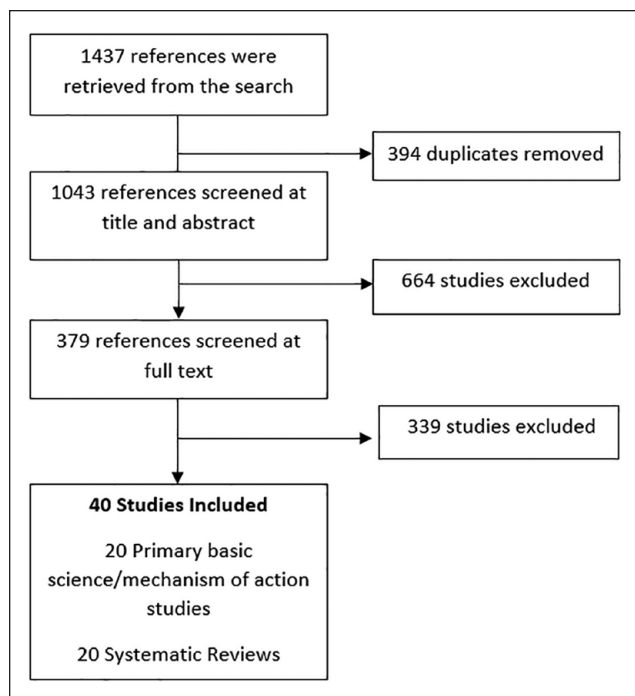 1437 references were
retrieved from the search
394 duplicates removed
1043 references screened at
title and abstract
664 studies excluded
379 references screened at
full text
339 studies excluded
40 Studies Included
20 Primary basic
science/mechanism of action
studies
20 Systematic Reviews